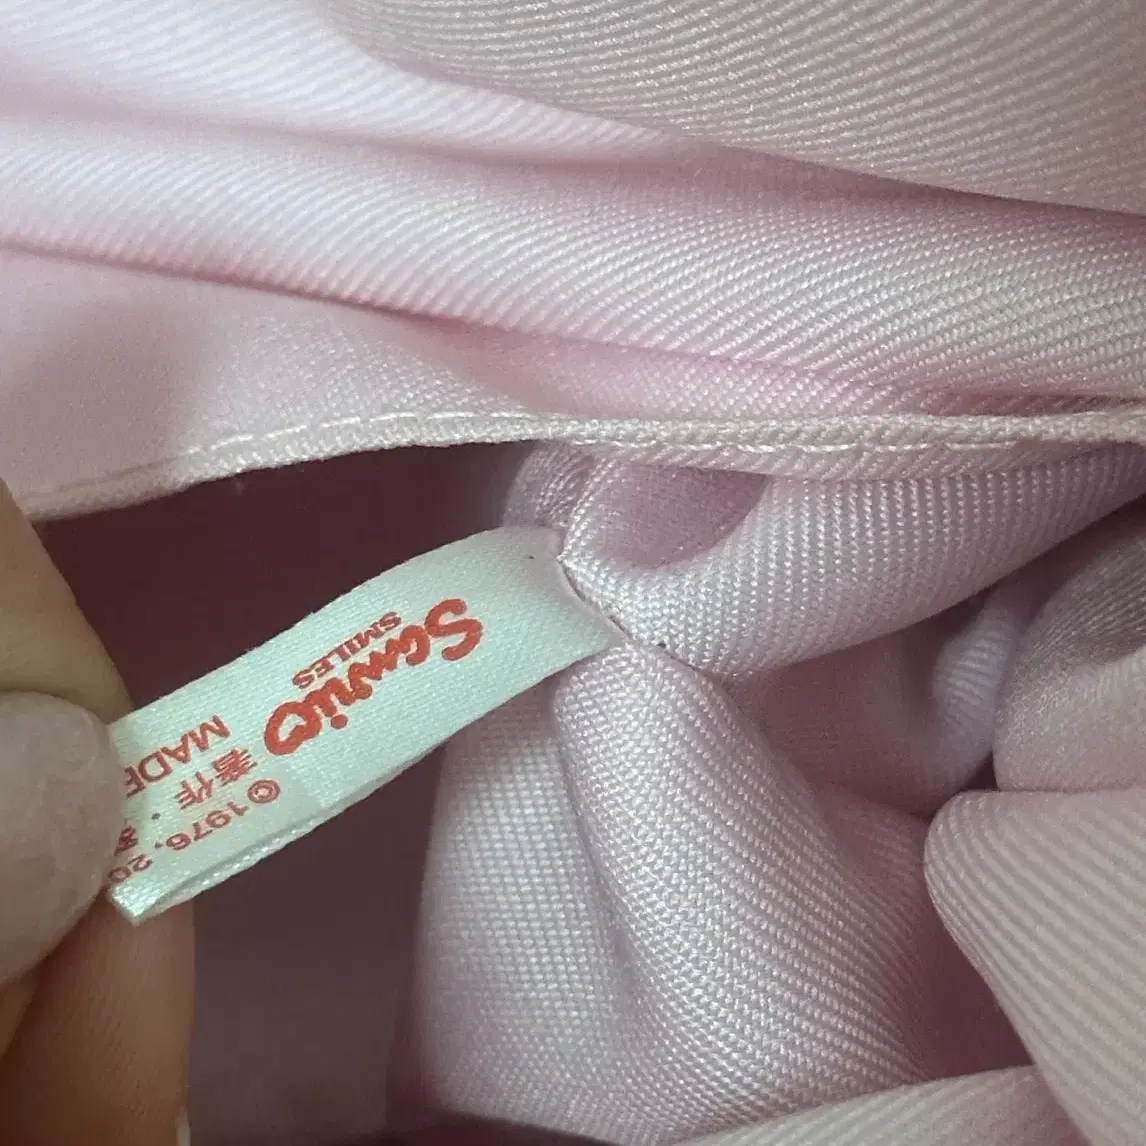 Sanrio
SMILES
©1976, 20
著作・
MADE